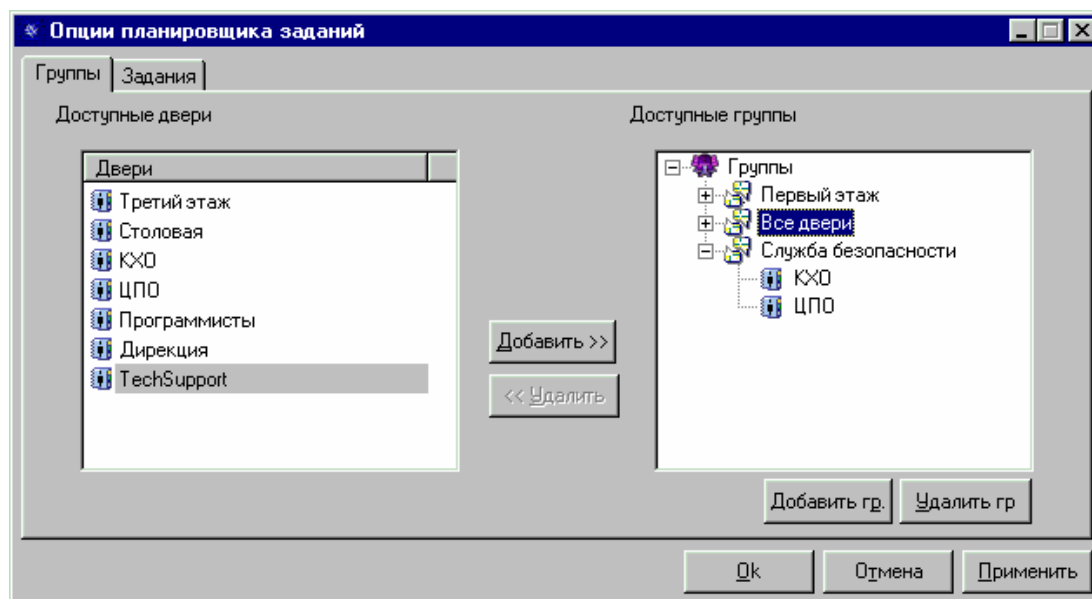 Опции планировщика заданий
Группы
Задания
Доступные двери
Доступные группы
Двери
Третий этаж
Столовая
КХО
ЦПО
Программисты
Дирекция
TechSupport
Добавить >>
<< Удалить
Группы
Первый этаж
Все двери
Служба безопасности
КХО
ЦПО
Добавить гр.
Удалить гр
Ok
Отмена
Применить